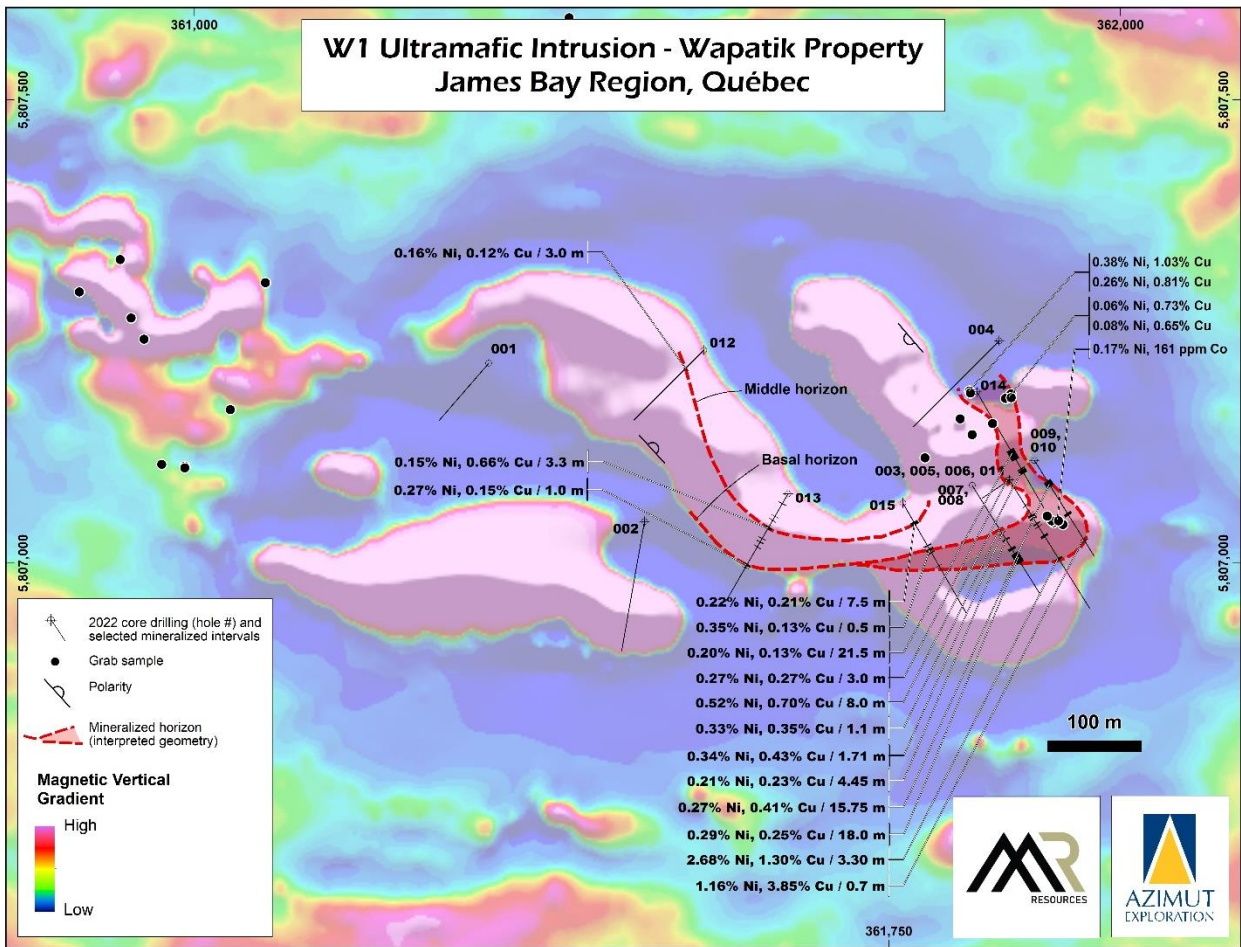 361,000
362,000
W1 Ultramafic Intrusion - Wapatik Property
James Bay Region, Québec
5,807,500
5,807,500
0.16% Ni, 0.12% Cu / 3.0 m
0.38% Ni, 1.03% Cu
0.26% Ni, 0.81% Cu
0.06% Ni, 0.73% Cu
0.08% Ni, 0.65% Cu
0.17% Ni, 161 ppm Co
001
012
004
014
Middle horizon
009,
010
Basal horizon
003, 005, 006, 01
007,
008
0.15% Ni, 0.66% Cu / 3.3 m
0.27% Ni, 0.15% Cu / 1.0 m
013
015
002
5,807,000
5,807,000
0.22% Ni, 0.21% Cu / 7.5 m
0.35% Ni, 0.13% Cu / 0.5 m
0.20% Ni, 0.13% Cu / 21.5 m
0.27% Ni, 0.27% Cu / 3.0 m
0.52% Ni, 0.70% Cu / 8.0 m
0.33% Ni, 0.35% Cu / 1.1 m
0.34% Ni, 0.43% Cu / 1.71 m
0.21% Ni, 0.23% Cu / 4.45 m
0.27% Ni, 0.41% Cu / 15.75 m
0.29% Ni, 0.25% Cu / 18.0 m
2.68% Ni, 1.30% Cu / 3.30 m
1.16% Ni, 3.85% Cu / 0.7 m
2022 core drilling (hole #) and
selected mineralized intervals
Grab sample
Polarity
Mineralized horizon
(interpreted geometry)
Magnetic Vertical
Gradient
High
Low
100 m
RESOURCES
AZIMUT
EXPLORATION
361,750